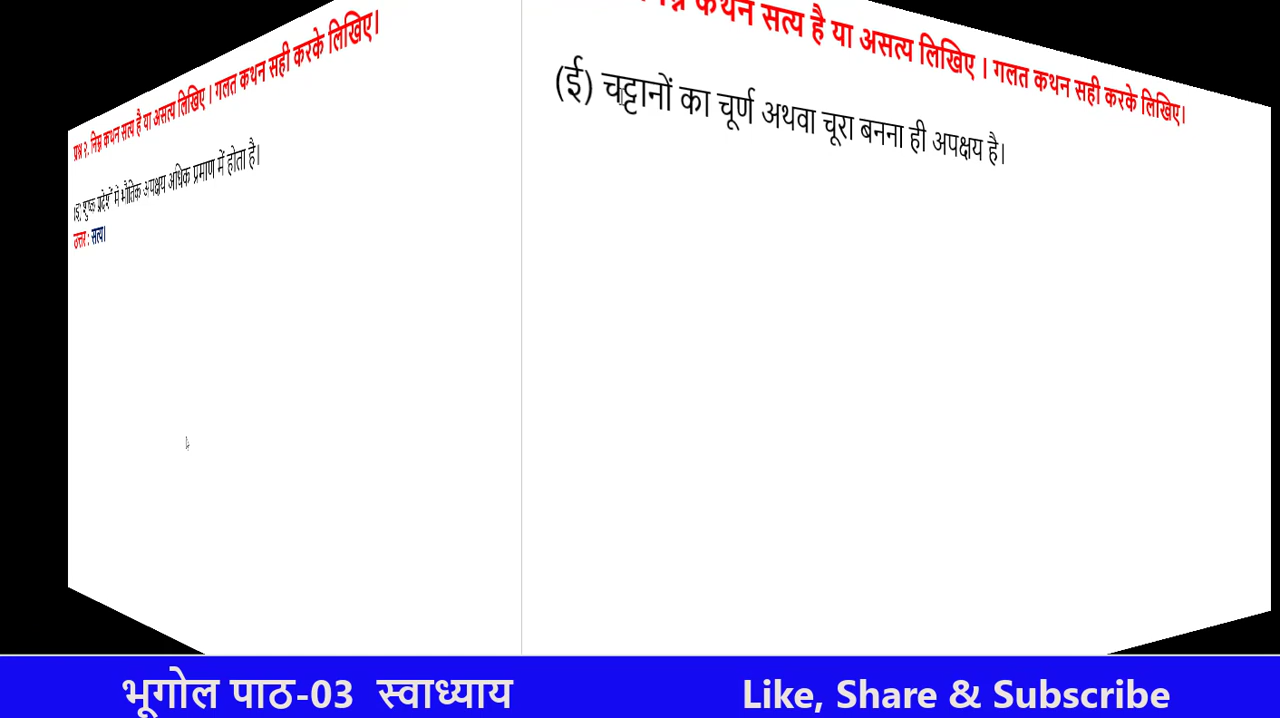 प्रश्न २. निम्न कथन सत्य है या असत्य लिखिए । गलत कथन सही करके लिखिए।
(इ) शुष्क प्रदेशों में भौतिक अपक्षय अधिक प्रमाण में होता है।
उत्तर : सत्य।
निम्न कथन सत्य है या असत्य लिखिए । गलत कथन सही करके लिखिए।
(ई) चट्टानों का चूर्ण अथवा चूरा बनना ही अपक्षय है।
भूगोल पाठ-03 स्वाध्याय
Like, Share & Subscribe